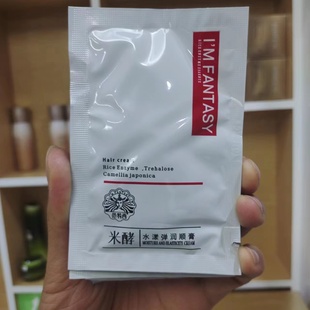 I'M FANTASY
Hair crea
Rice Enzyme ,Trehalose
Camellia japonica
米酵
水漾弹润顺膏
MOISTURE AND ELASTICITY CREAM